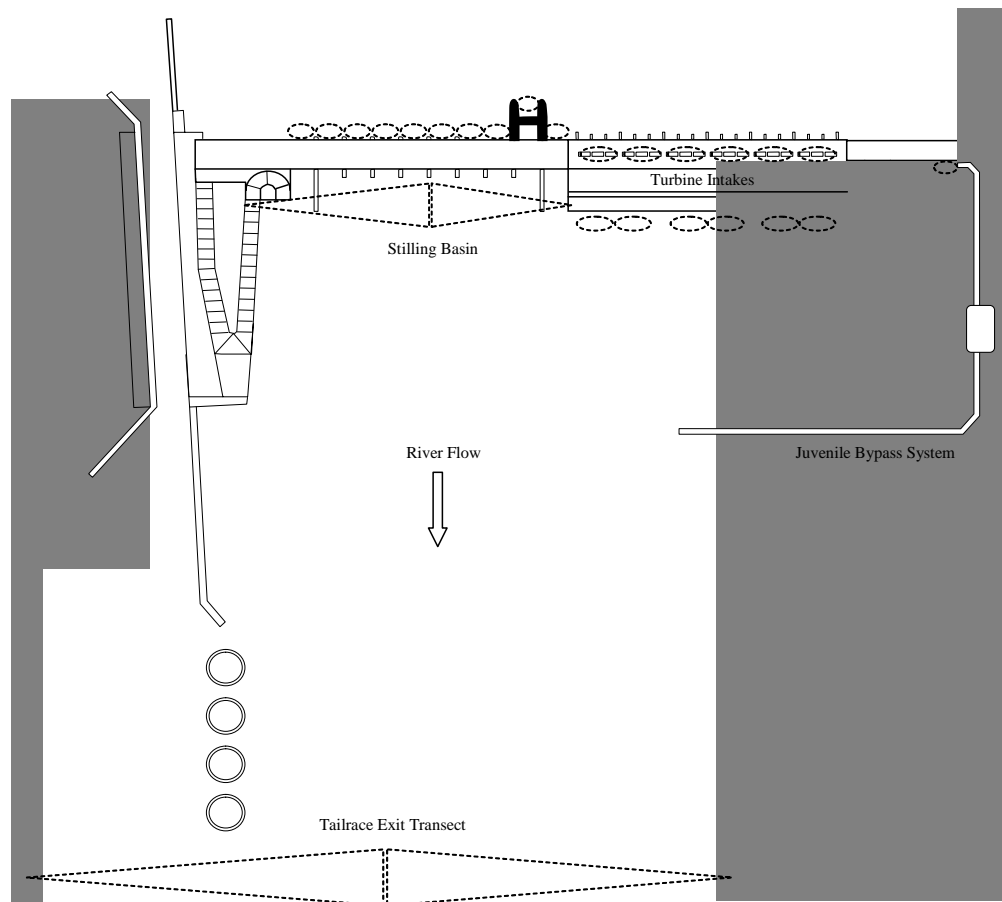 Turbine Intakes
Stilling Basin
River Flow
Juvenile Bypass System
Tailrace Exit Transect